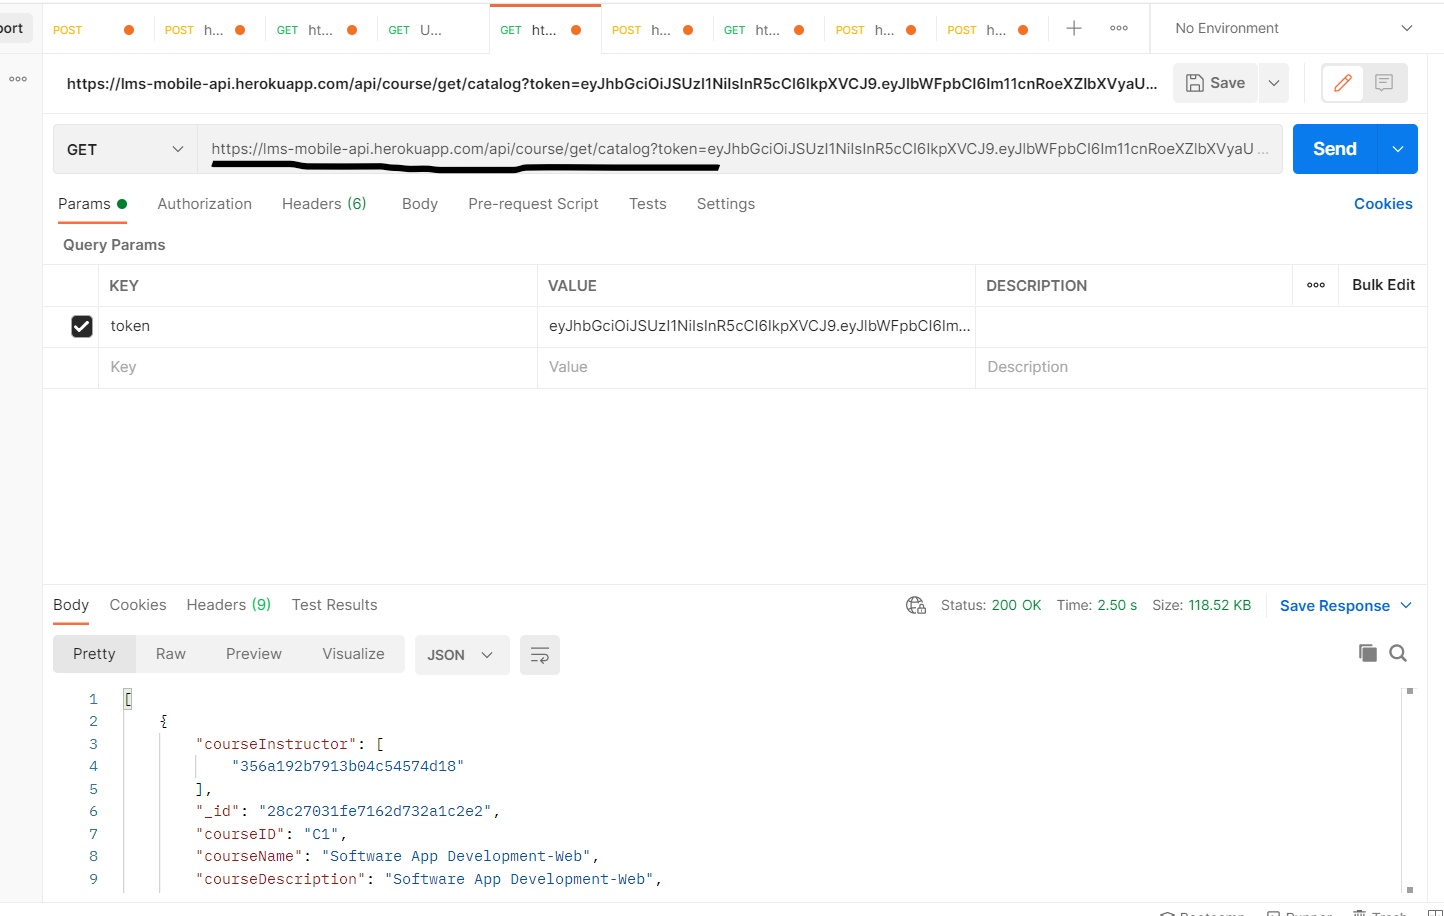 ort
POST
POST h...
GET ht...
GET U...
GET ht...
POST h...
GET ht...
POST h...
POST h...
No Environment
https://lms-mobile-api.herokuapp.com/api/course/get/catalog?token=eyJhbGciOiJSUzI1NiIsInR5cCI6IkpXVCJ9.eyJlbWFpbCI6Im11cnRoeXZlbXVyaU...
Save
GET
https://lms-mobile-api.herokuapp.com/api/course/get/catalog?token=eyJhbGciOiJSUzI1NiIsInR5cCI6IkpXVCJ9.eyJlbWFpbCI6Im11cnRoeXZlbXVyaU ...
Send
Params
Authorization
Headers (6)
Body
Pre-request Script
Tests
Settings
Cookies
Query Params
KEY
VALUE
DESCRIPTION
Bulk Edit
token
eyJhbGciOiJSUzI1NiIsInR5cCI6IkpXVCJ9.eyJlbWFpbCI6Im...
Key
Value
Description
Body
Cookies
Headers (9)
Test Results
Status: 200 OK
Time: 2.50 s
Size: 118.52 KB
Save Response
Pretty
Raw
Preview
Visualize
JSON
1 [
2 {
3 "courseInstructor": [
4 "356a192b7913b04c54574d18"
5 ],
6 "_id": "28c27031fe7162d732a1c2e2",
7 "courseID": "C1",
8 "courseName": "Software App Development-Web",
9 "courseDescription": "Software App Development-Web",
Bootcamp
Runner
Trash